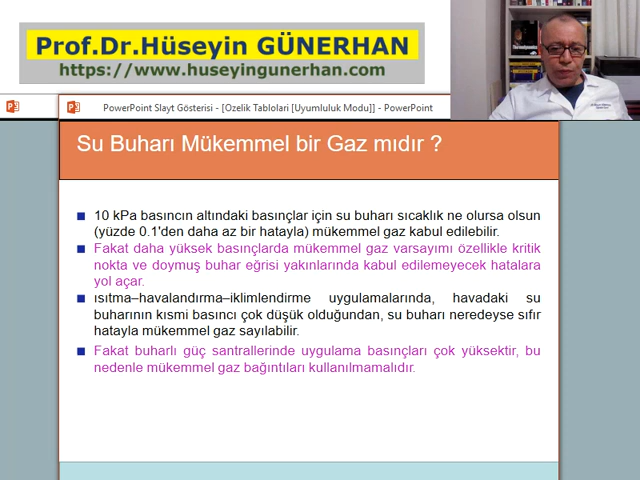 Prof.Dr.Hüseyin GÜNERHAN
https://www.huseyingunerhan.com
PowerPoint Slayt Gösterisi - [Ozelik Tablolari [Uyumluluk Modu]] - PowerPoint
Su Buharı Mükemmel bir Gaz mıdır ?
10 kPa basıncın altındaki basınçlar için su buharı sıcaklık ne olursa olsun
(yüzde 0.1'den daha az bir hatayla) mükemmel gaz kabul edilebilir.
Fakat daha yüksek basınçlarda mükemmel gaz varsayımı özellikle kritik
nokta ve doymuş buhar eğrisi yakınlarında kabul edilemeyecek hatalara
yol açar.
ısıtma–havalandırma–iklimlendirme uygulamalarında, havadaki su
buharının kısmi basıncı çok düşük olduğundan, su buharı neredeyse sıfır
hatayla mükemmel gaz sayılabilir.
Fakat buharlı güç santrallerinde uygulama basınçları çok yüksektir, bu
nedenle mükemmel gaz bağıntıları kullanılmamalıdır.